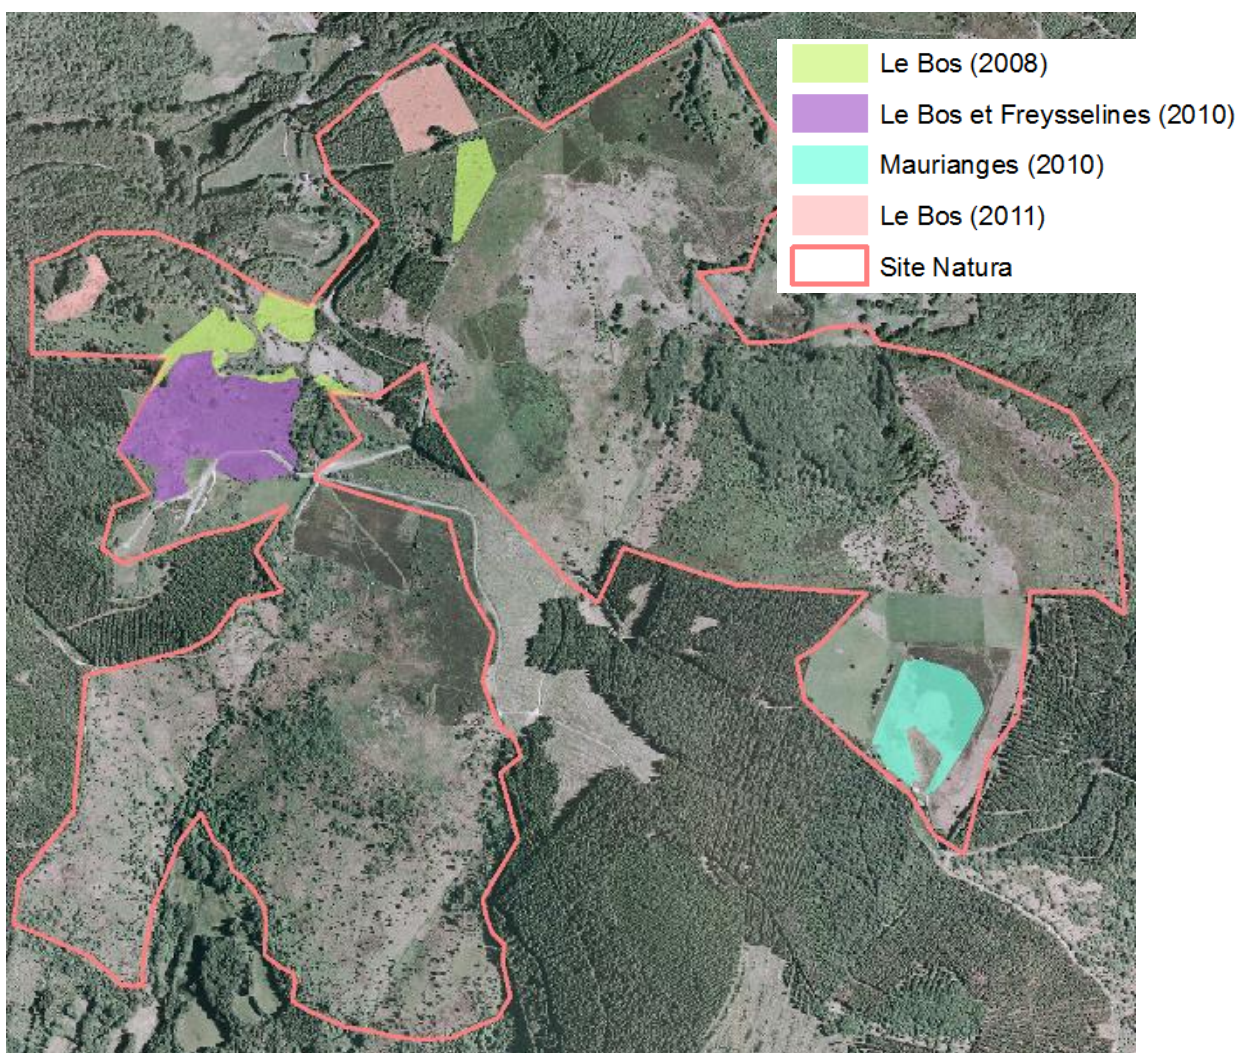 Le Bos (2008)
Le Bos et Freysselines (2010)
Maurianges (2010)
Le Bos (2011)
Site Natura